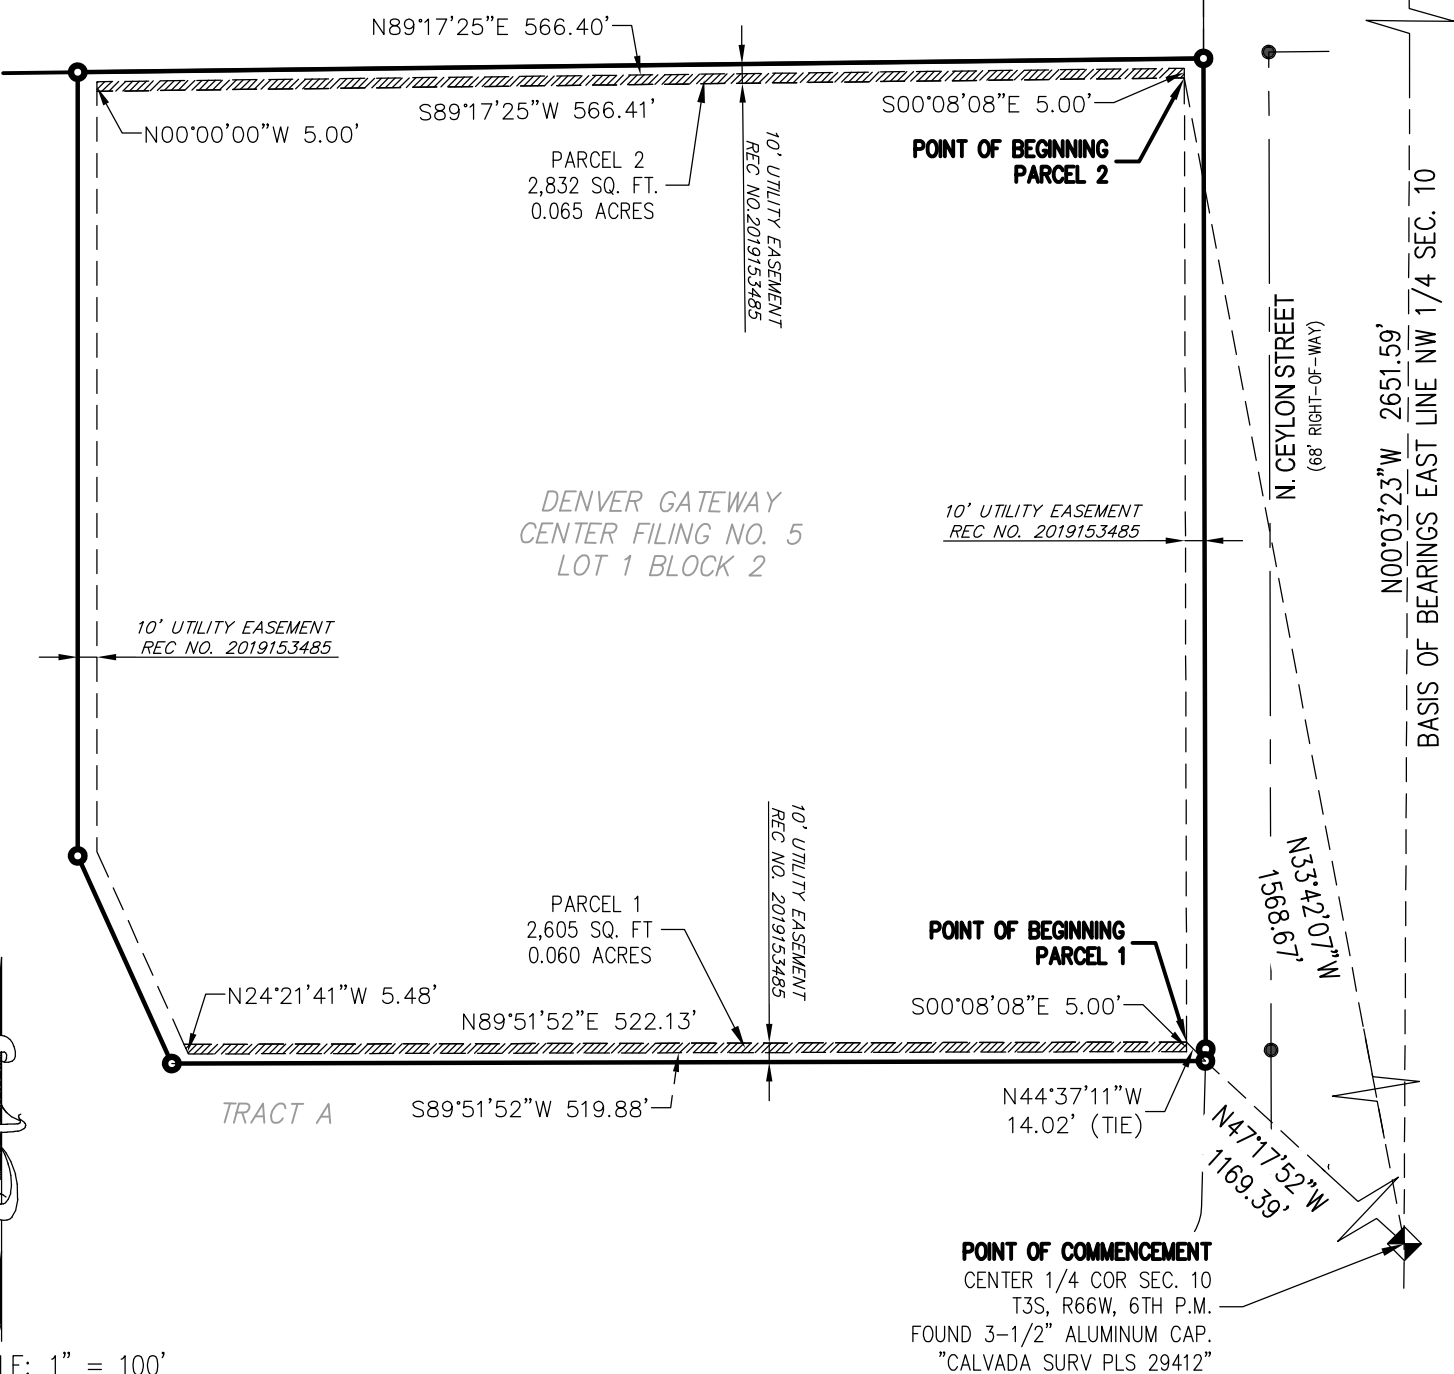 N89°17'25"E 566.40'
S89°17'25"W 566.41'
S00°08'08"E 5.00'
N00°00'00"W 5.00'
POINT OF BEGINNING
PARCEL 2
PARCEL 2
2,832 SQ. FT.
0.065 ACRES
10' UTILITY EASEMENT
REC NO.2019153485
N. CEYLON STREET
(68' RIGHT-OF-WAY)
N00°03'23"W 2651.59'
BASIS OF BEARINGS EAST LINE NW 1/4 SEC. 10
DENVER GATEWAY
CENTER FILING NO. 5
LOT 1 BLOCK 2
10' UTILITY EASEMENT
REC NO. 2019153485
10' UTILITY EASEMENT
REC NO. 2019153485
10' UTILITY EASEMENT
REC NO. 2019153485
N33°42'07"W
1568.67'
PARCEL 1
2,605 SQ. FT
0.060 ACRES
POINT OF BEGINNING
PARCEL 1
N24°21'41"W 5.48'
N89°51'52"E 522.13'
S00°08'08"E 5.00'
S89°51'52"W 519.88'
TRACT A
N44°37'11"W
14.02' (TIE)
N47°17'52"W
1169.39'
POINT OF COMMENCEMENT
CENTER 1/4 COR SEC. 10
T3S, R66W, 6TH P.M.
FOUND 3-1/2" ALUMINUM CAP.
"CALVADA SURV PLS 29412"
LE: 1" = 100'